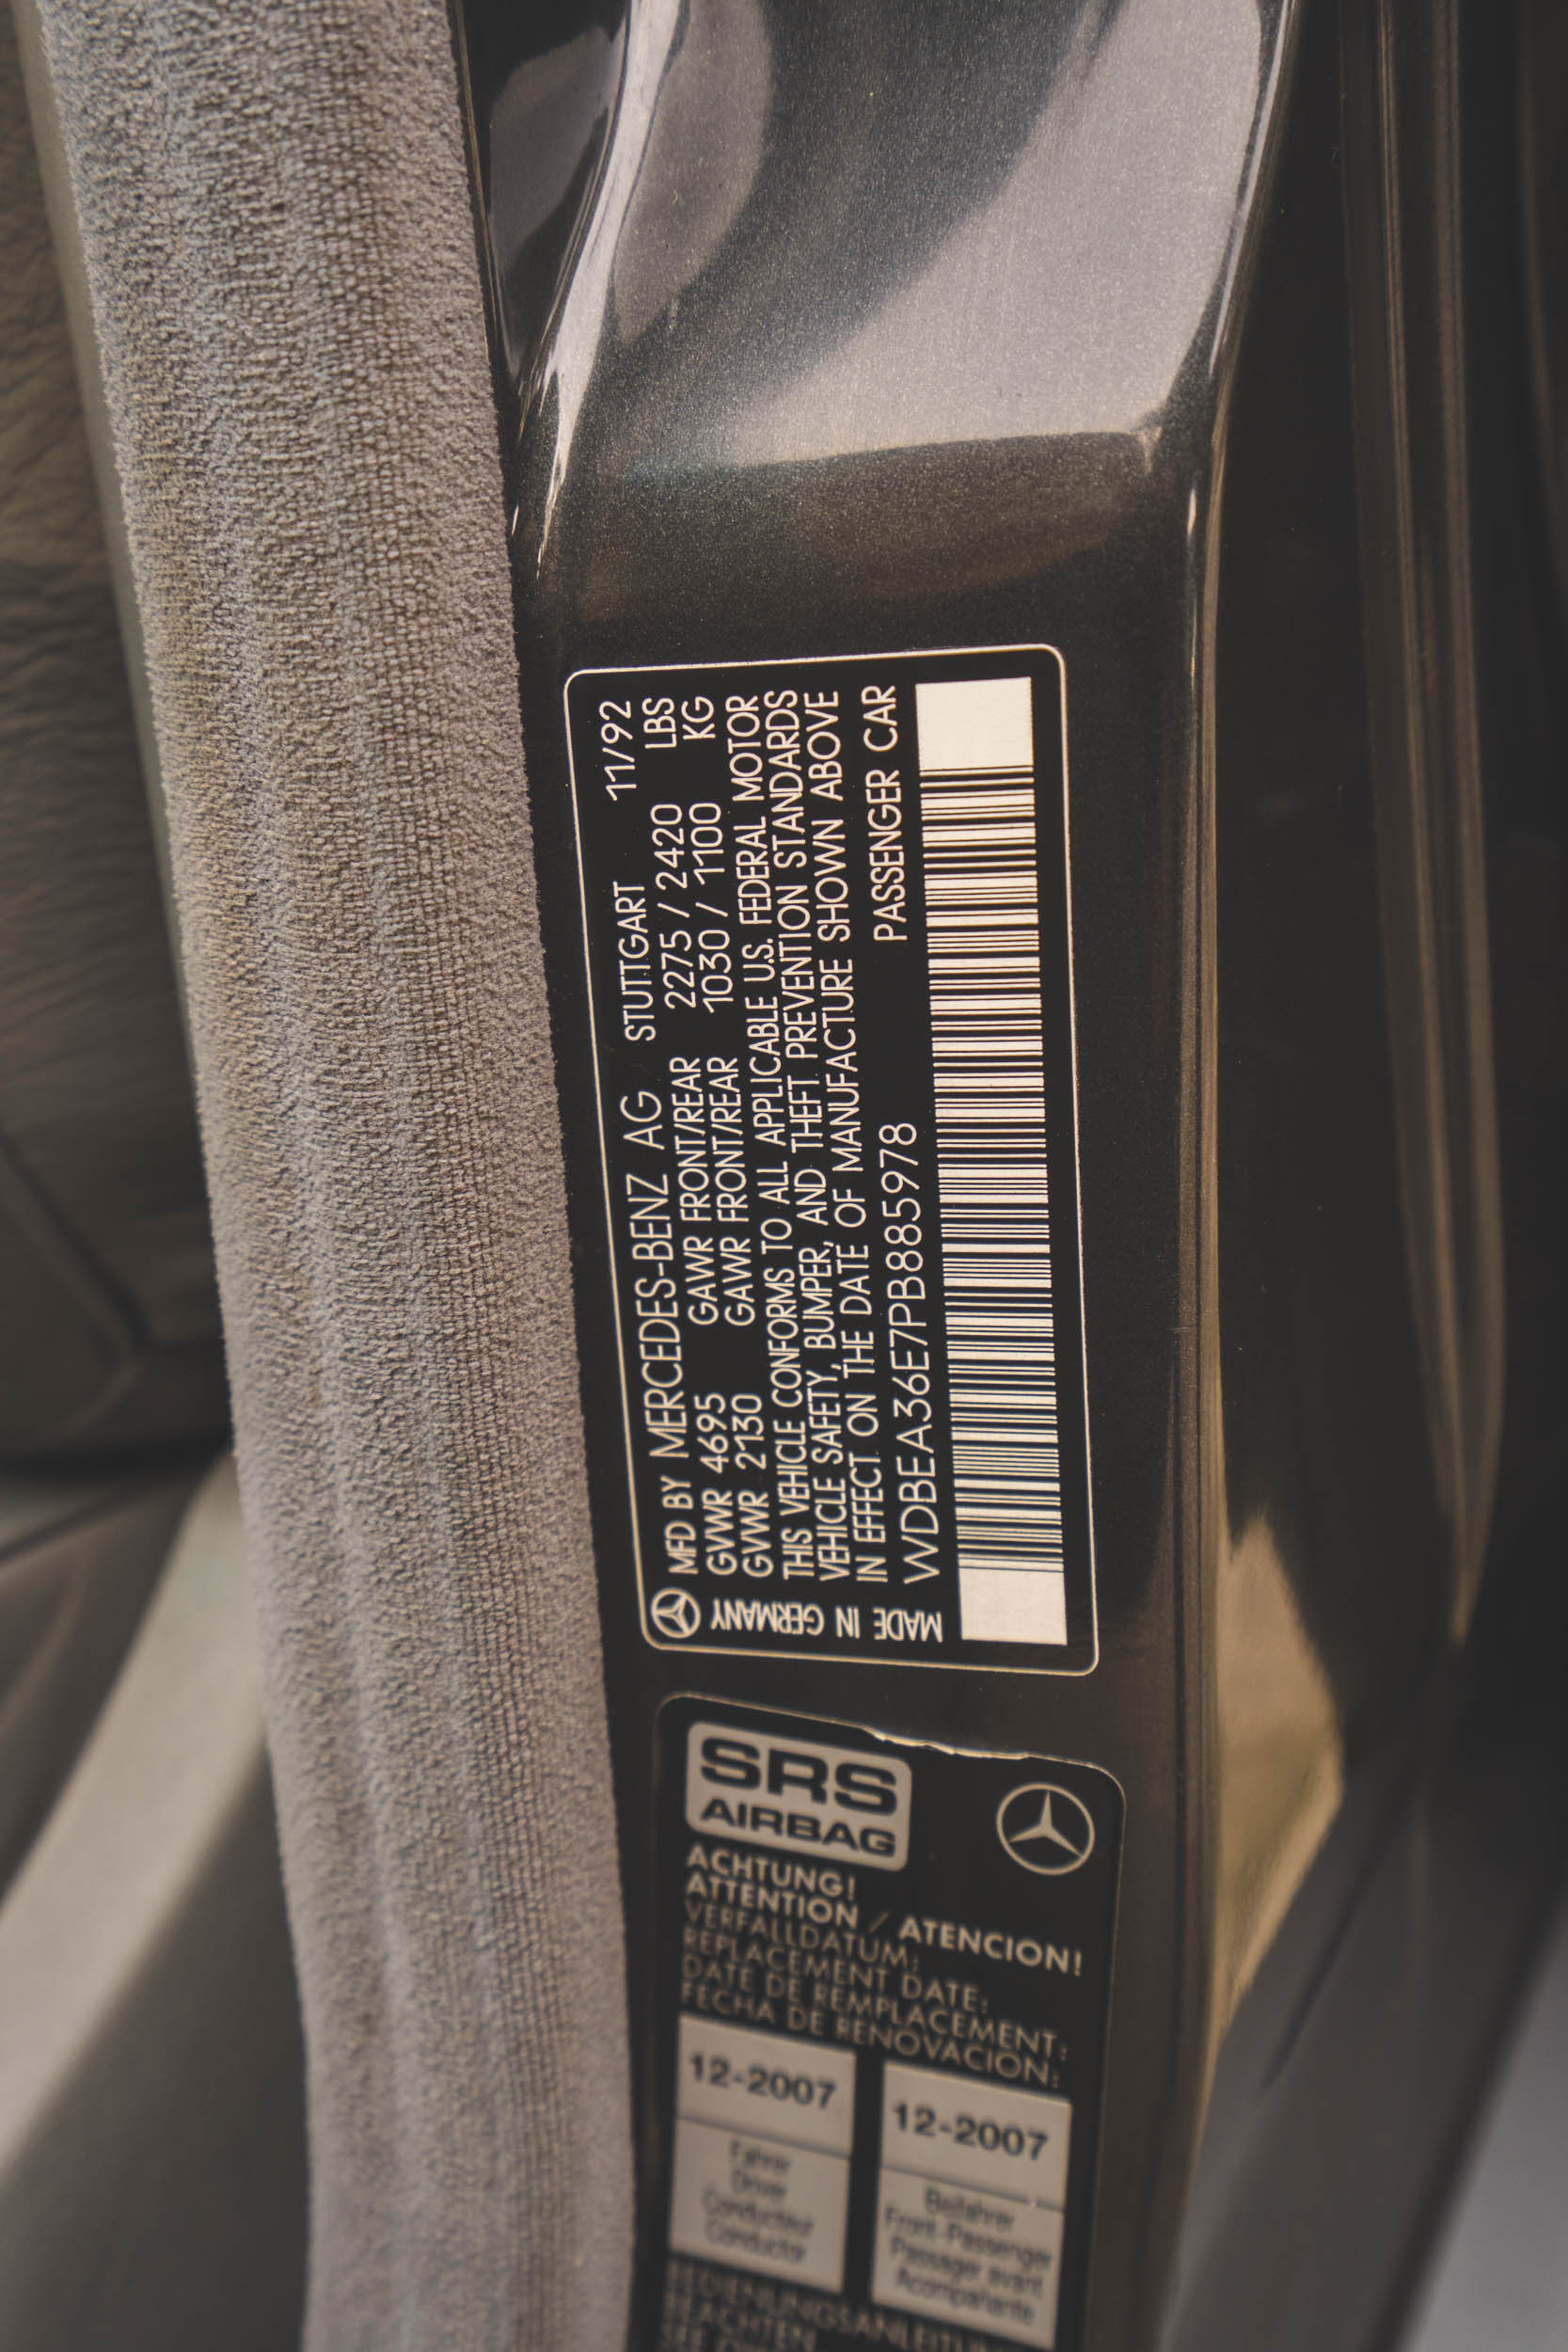 MFD BY MERCEDES-BENZ AG STUTTGART 11/92
GVWR 4695 GAWR FRONT/REAR 2275 / 2420 LBS
GVWR 2130 GAWR FRONT/REAR 1030 / 1100 KG
THIS VEHICLE CONFORMS TO ALL APPLICABLE U.S. FEDERAL MOTOR
VEHICLE SAFETY, BUMPER, AND THEFT PREVENTION STANDARDS
IN EFFECT ON THE DATE OF MANUFACTURE SHOWN ABOVE
WDBEA36E7PB885978 PASSENGER CAR
MADE IN GERMANY
SRS
AIRBAG
ACHTUNG!
ATTENTION / ATENCION!
VERFALLDATUM:
REPLACEMENT DATE:
DATE DE REMPLACEMENT:
FECHA DE RENOVACION:
12-2007 12-2007
Fahrer Beifahrer
Driver Front-Passenger
Conducteur Passager avant
Conductor Acompañante
BEDIENUNGSANLEITUNG
BEACHTEN
SEE